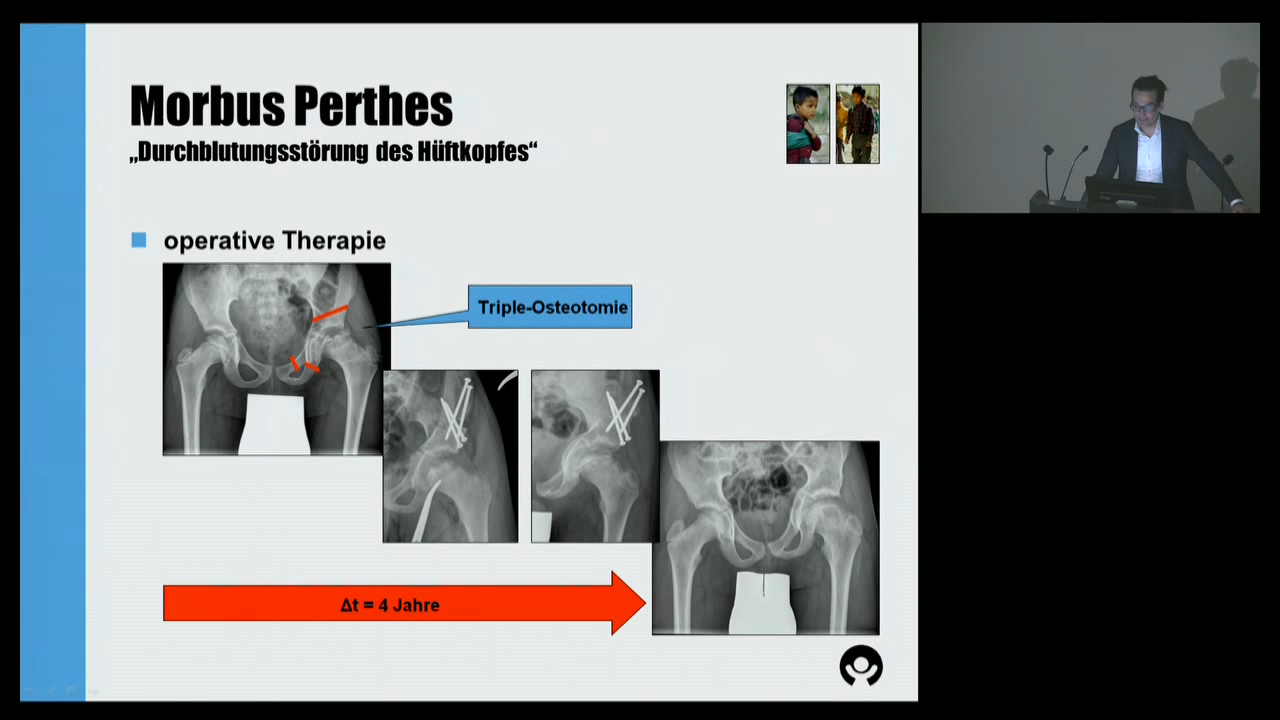 Morbus Perthes
„Durchblutungsstörung des Hüftkopfes“
operative Therapie
Triple-Osteotomie
Δt = 4 Jahre